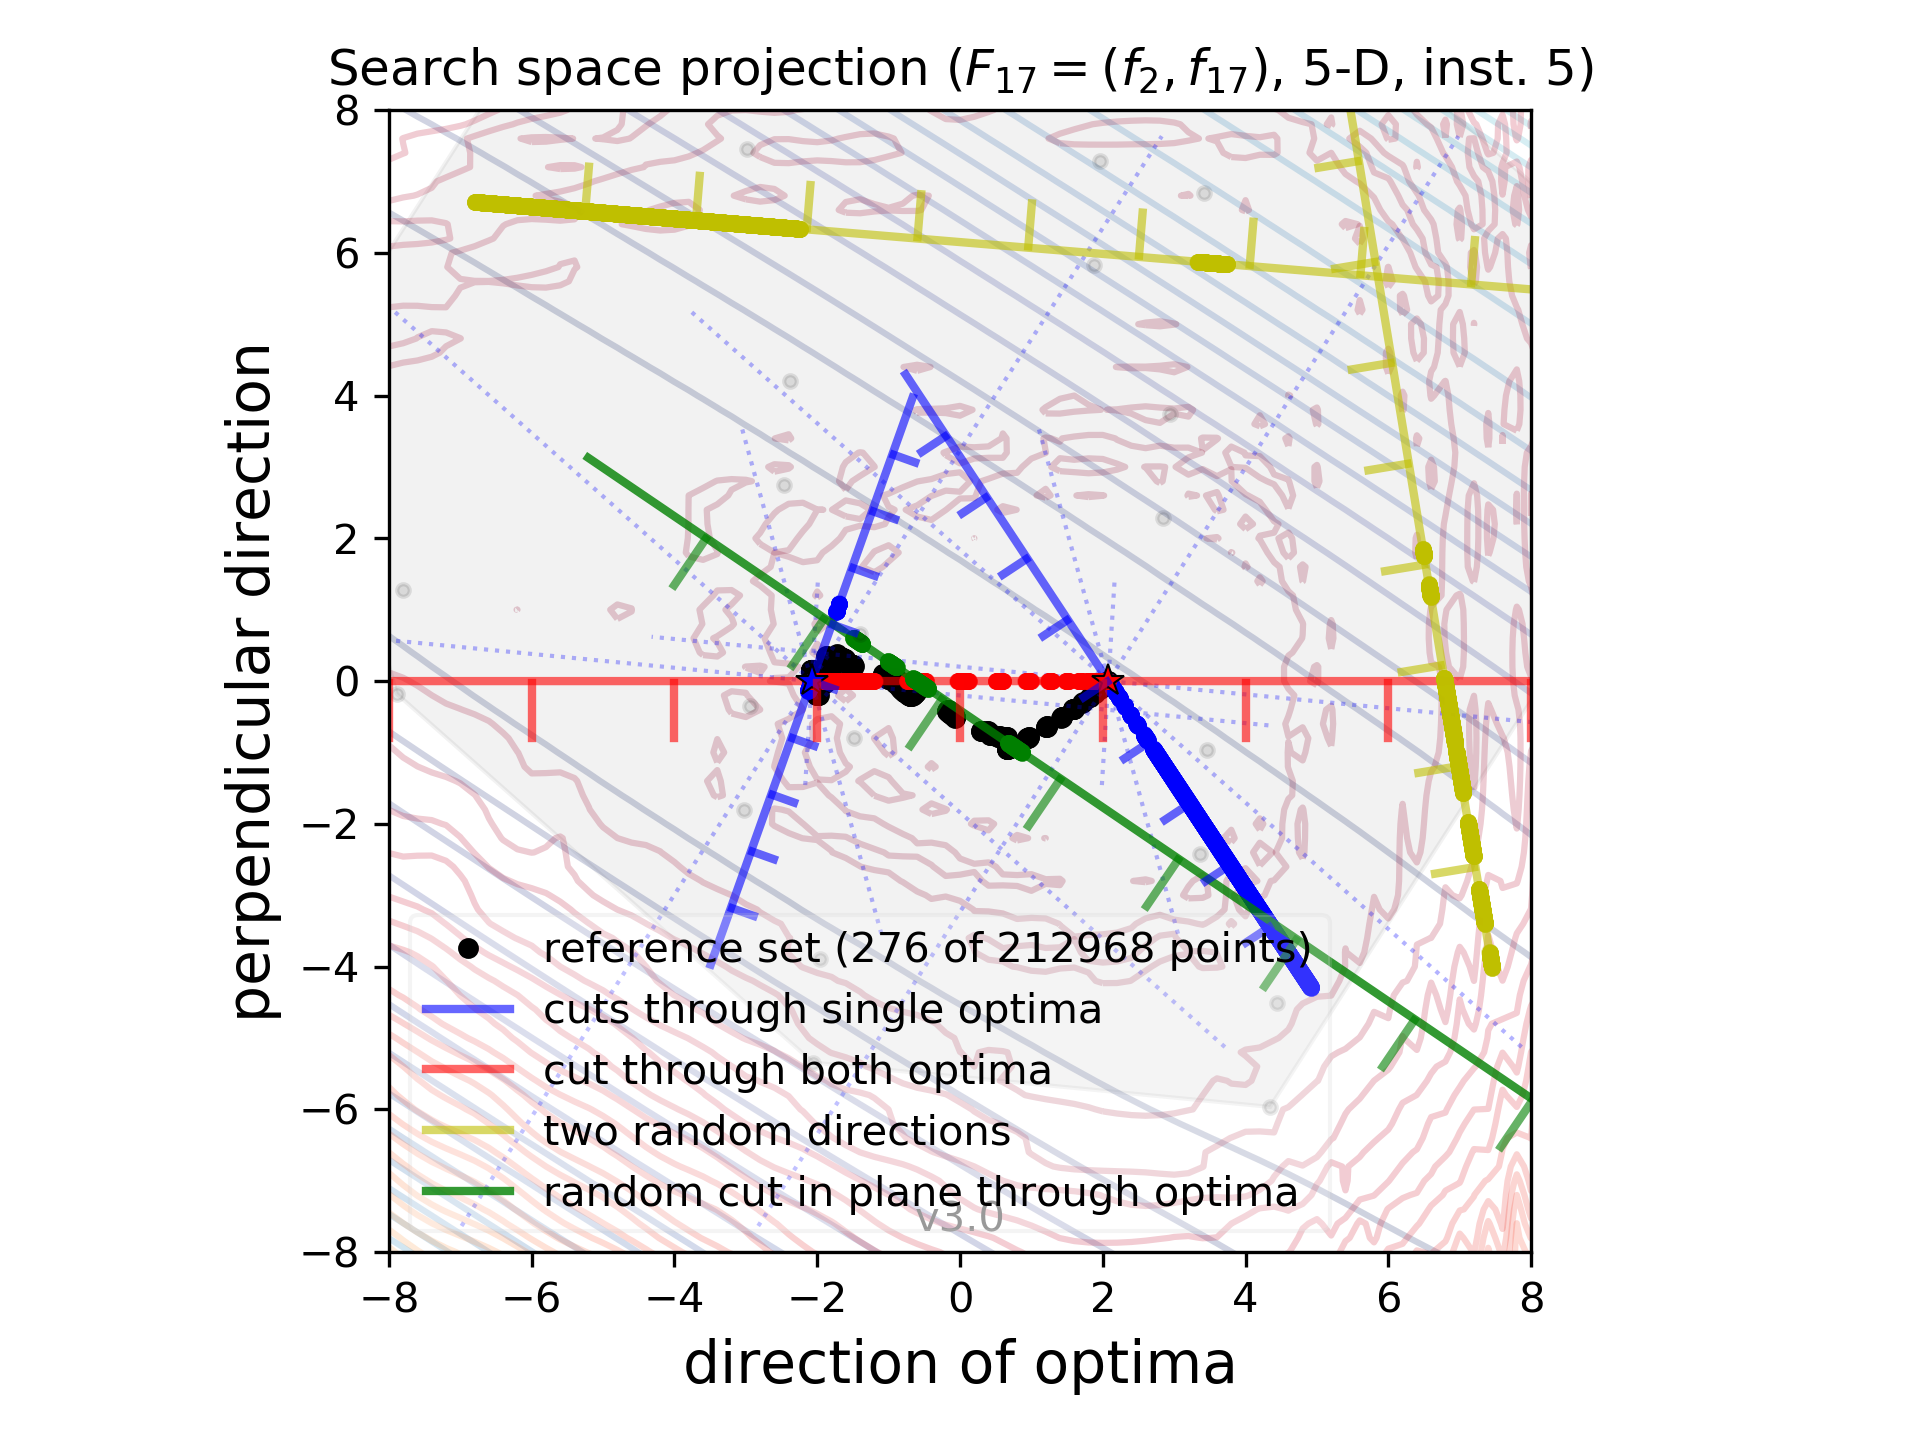 Search space projection (F₁₇ = (f₂, f₁₇), 5-D, inst. 5)
8
6
4
2
0
−2
−4
−6
−8
perpendicular direction
reference set (276 of 212968 points)
cuts through single optima
cut through both optima
two random directions
random cut in plane through optima
v3.0
−8 −6 −4 −2 0 2 4 6 8
direction of optima